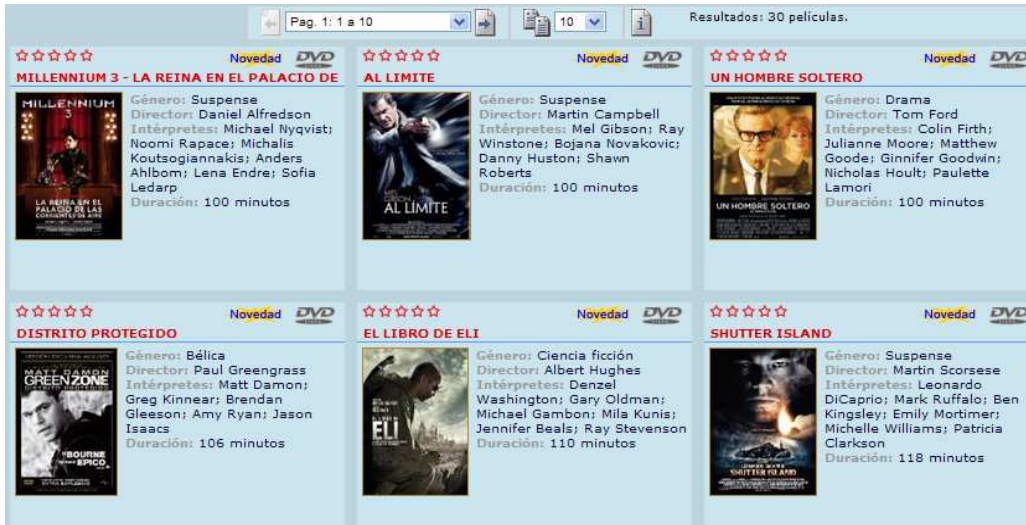 Pag. 1: 1 a 10
10
Resultados: 30 películas.
Novedad DVD
MILLENNIUM 3 - LA REINA EN EL PALACIO DE
MILLENNIUM
3
LA REINA EN EL
PALACIO DE LAS
CORRIENTES DE AIRE
Género: Suspense
Director: Daniel Alfredson
Intérpretes: Michael Nyqvist;
Noomi Rapace; Michalis
Koutsogiannakis; Anders
Ahlbom; Lena Endre; Sofia
Ledarp
Duración: 100 minutos
Novedad DVD
AL LIMITE
MEL
GIBSON
AL LIMITE
Género: Suspense
Director: Martin Campbell
Intérpretes: Mel Gibson; Ray
Winstone; Bojana Novakovic;
Danny Huston; Shawn
Roberts
Duración: 100 minutos
Novedad DVD
UN HOMBRE SOLTERO
UN HOMBRE SOLTERO
Género: Drama
Director: Tom Ford
Intérpretes: Colin Firth;
Julianne Moore; Matthew
Goode; Ginnifer Goodwin;
Nicholas Hoult; Paulette
Lamori
Duración: 100 minutos
Novedad DVD
DISTRITO PROTEGIDO
MATT DAMON
GREEN ZONE
DISTRITO PROTEGIDO
"BOURNE
EPICO
Género: Bélica
Director: Paul Greengrass
Intérpretes: Matt Damon;
Greg Kinnear; Brendan
Gleeson; Amy Ryan; Jason
Isaacs
Duración: 106 minutos
Novedad DVD
EL LIBRO DE ELI
EL LIBRO DE
ELI
Género: Ciencia ficción
Director: Albert Hughes
Intérpretes: Denzel
Washington; Gary Oldman;
Michael Gambon; Mila Kunis;
Jennifer Beals; Ray Stevenson
Duración: 110 minutos
Novedad DVD
SHUTTER ISLAND
SHUTTER ISLAND
Género: Suspense
Director: Martin Scorsese
Intérpretes: Leonardo
DiCaprio; Mark Ruffalo; Ben
Kingsley; Emily Mortimer;
Michelle Williams; Patricia
Clarkson
Duración: 118 minutos